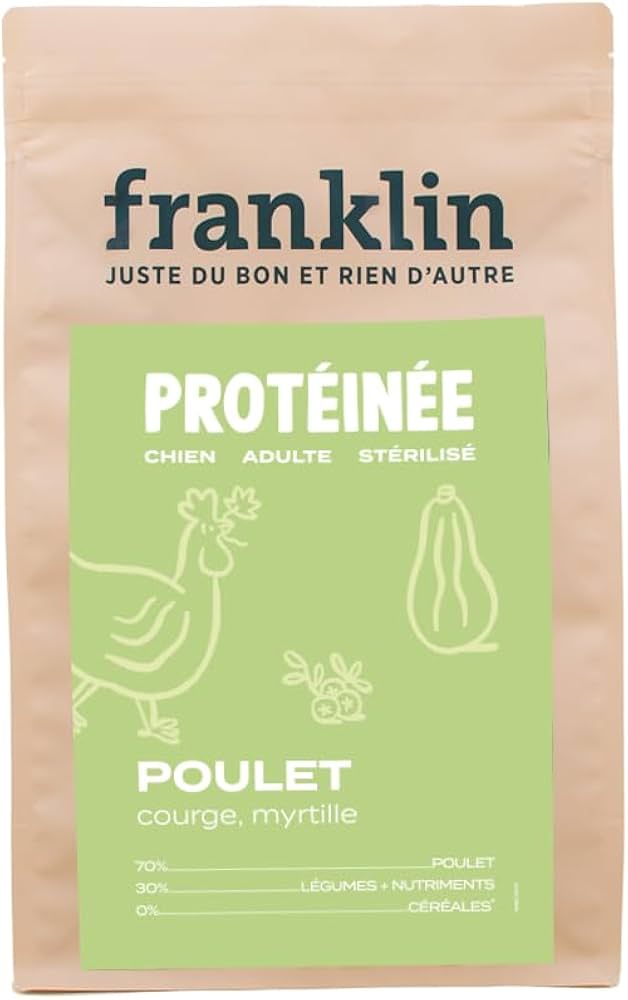 franklin
JUSTE DU BON ET RIEN D'AUTRE
PROTÉINÉE
CHIEN ADULTE STÉRILISÉ
POULET
courge, myrtille
70% POULET
30% LÉGUMES + NUTRIMENTS
0% CÉRÉALES*